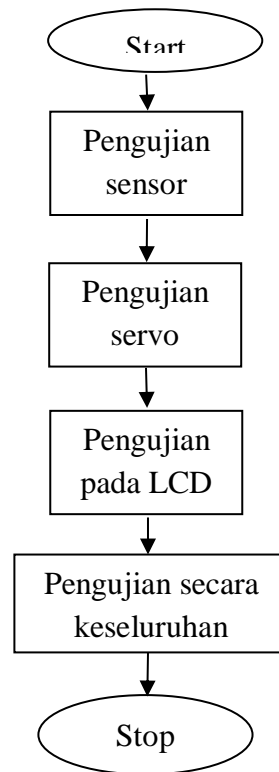 Start
Pengujian
sensor
Pengujian
servo
Pengujian
pada LCD
Pengujian secara
keseluruhan
Stop